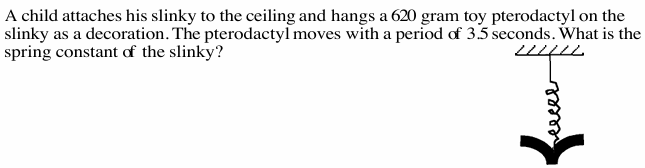 A child attaches his slinky to the ceiling and hangs a 620 gram toy pterodactyl on the
slinky as a decoration. The pterodactyl moves with a period of 3.5 seconds. What is the
spring constant of the slinky?